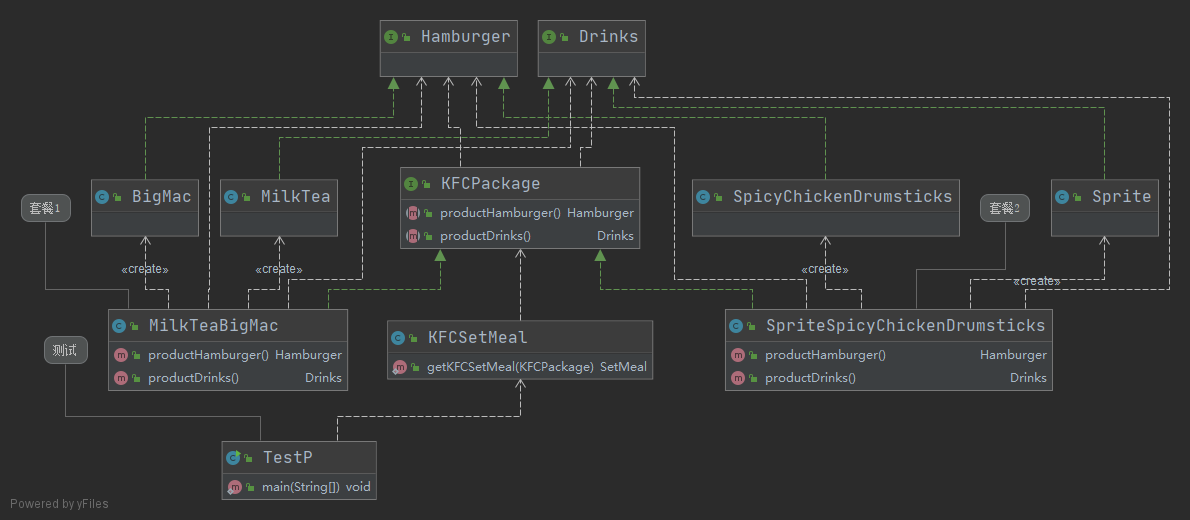 Hamburger
Drinks
BigMac
MilkTea
KFCPackage
productHamburger() Hamburger
productDrinks() Drinks
SpicyChickenDrumsticks
Sprite
套餐1
套餐2
«create»
«create»
«create»
«create»
MilkTeaBigMac
productHamburger() Hamburger
productDrinks() Drinks
KFCSetMeal
getKFCSetMeal(KFCPackage) SetMeal
SpriteSpicyChickenDrumsticks
productHamburger() Hamburger
productDrinks() Drinks
测试
TestP
main(String[]) void
Powered by yFiles